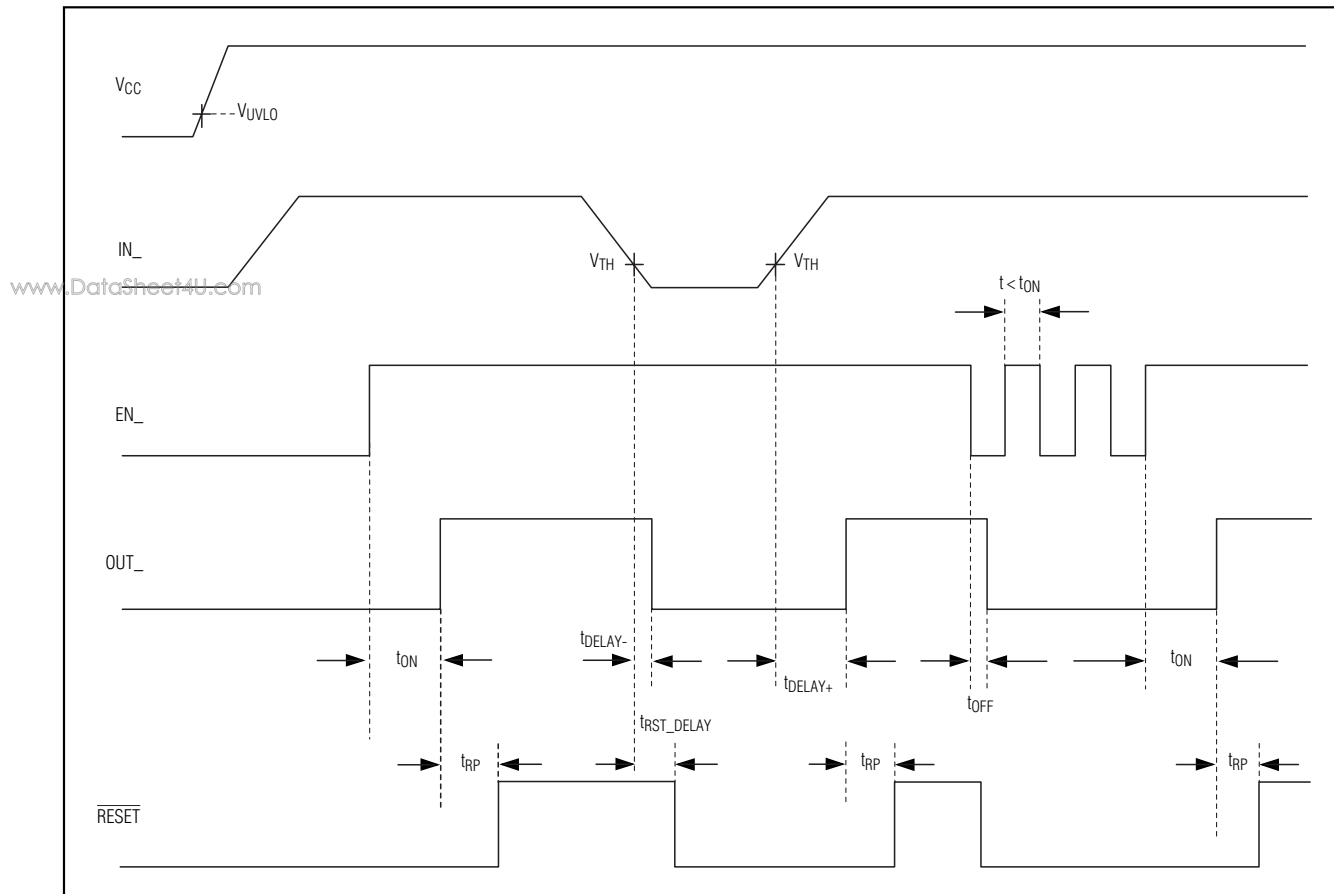 VCC
VUVLO
IN_
VTH
VTH
www.DataSheet4U.com
t < tON
EN_
OUT_
tDELAY-
tON
tON
tDELAY+
tOFF
tRST_DELAY
tRP
tRP
tRP
RESET